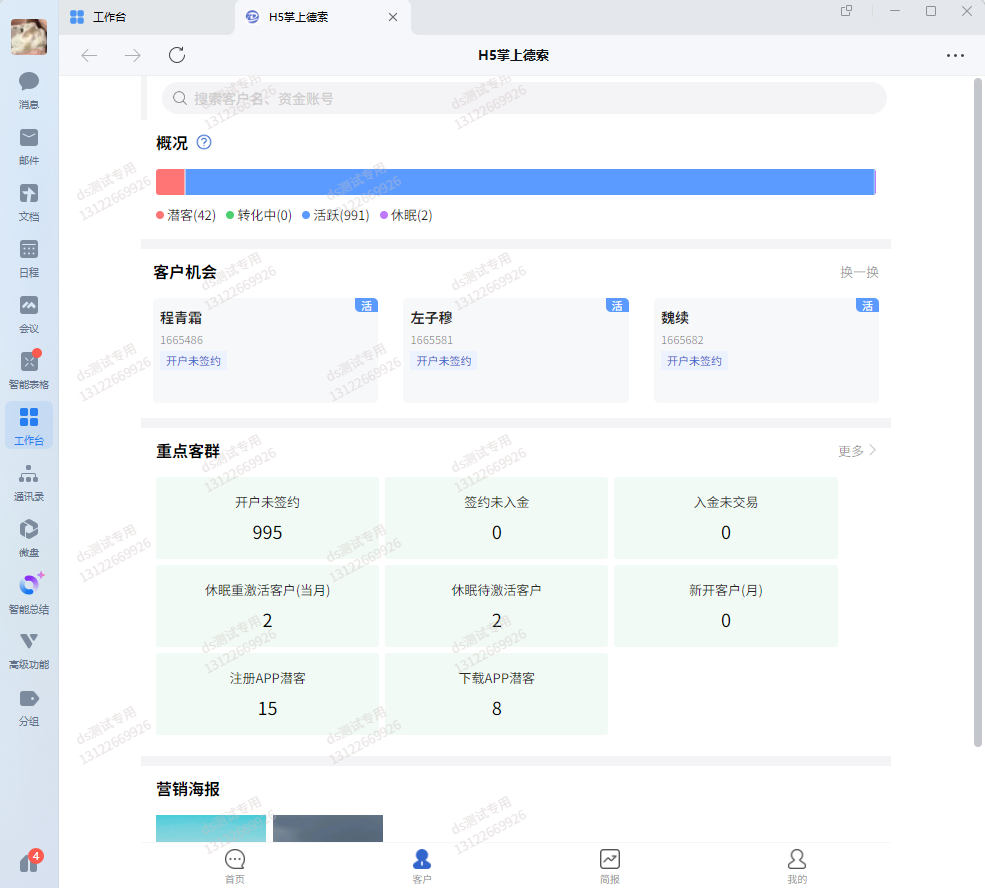 工作台
H5掌上德索
H5掌上德索
消息
邮件
文档
日程
会议
智能表格
工作台
通讯录
微盘
智能总结
高级功能
分组
4
搜索客户名、资金账号
概况
潜客(42) 转化中(0) 活跃(991) 休眠(2)
客户机会
换一换
程青霜
活
1665486
开户未签约
左子穆
活
1665581
开户未签约
魏续
活
1665682
开户未签约
重点客群
更多
开户未签约
995
签约未入金
0
入金未交易
0
休眠重激活客户(当月)
2
休眠待激活客户
2
新开客户(月)
0
注册APP潜客
15
下载APP潜客
8
营销海报
首页
客户
简报
我的
ds测试专用
13122669926